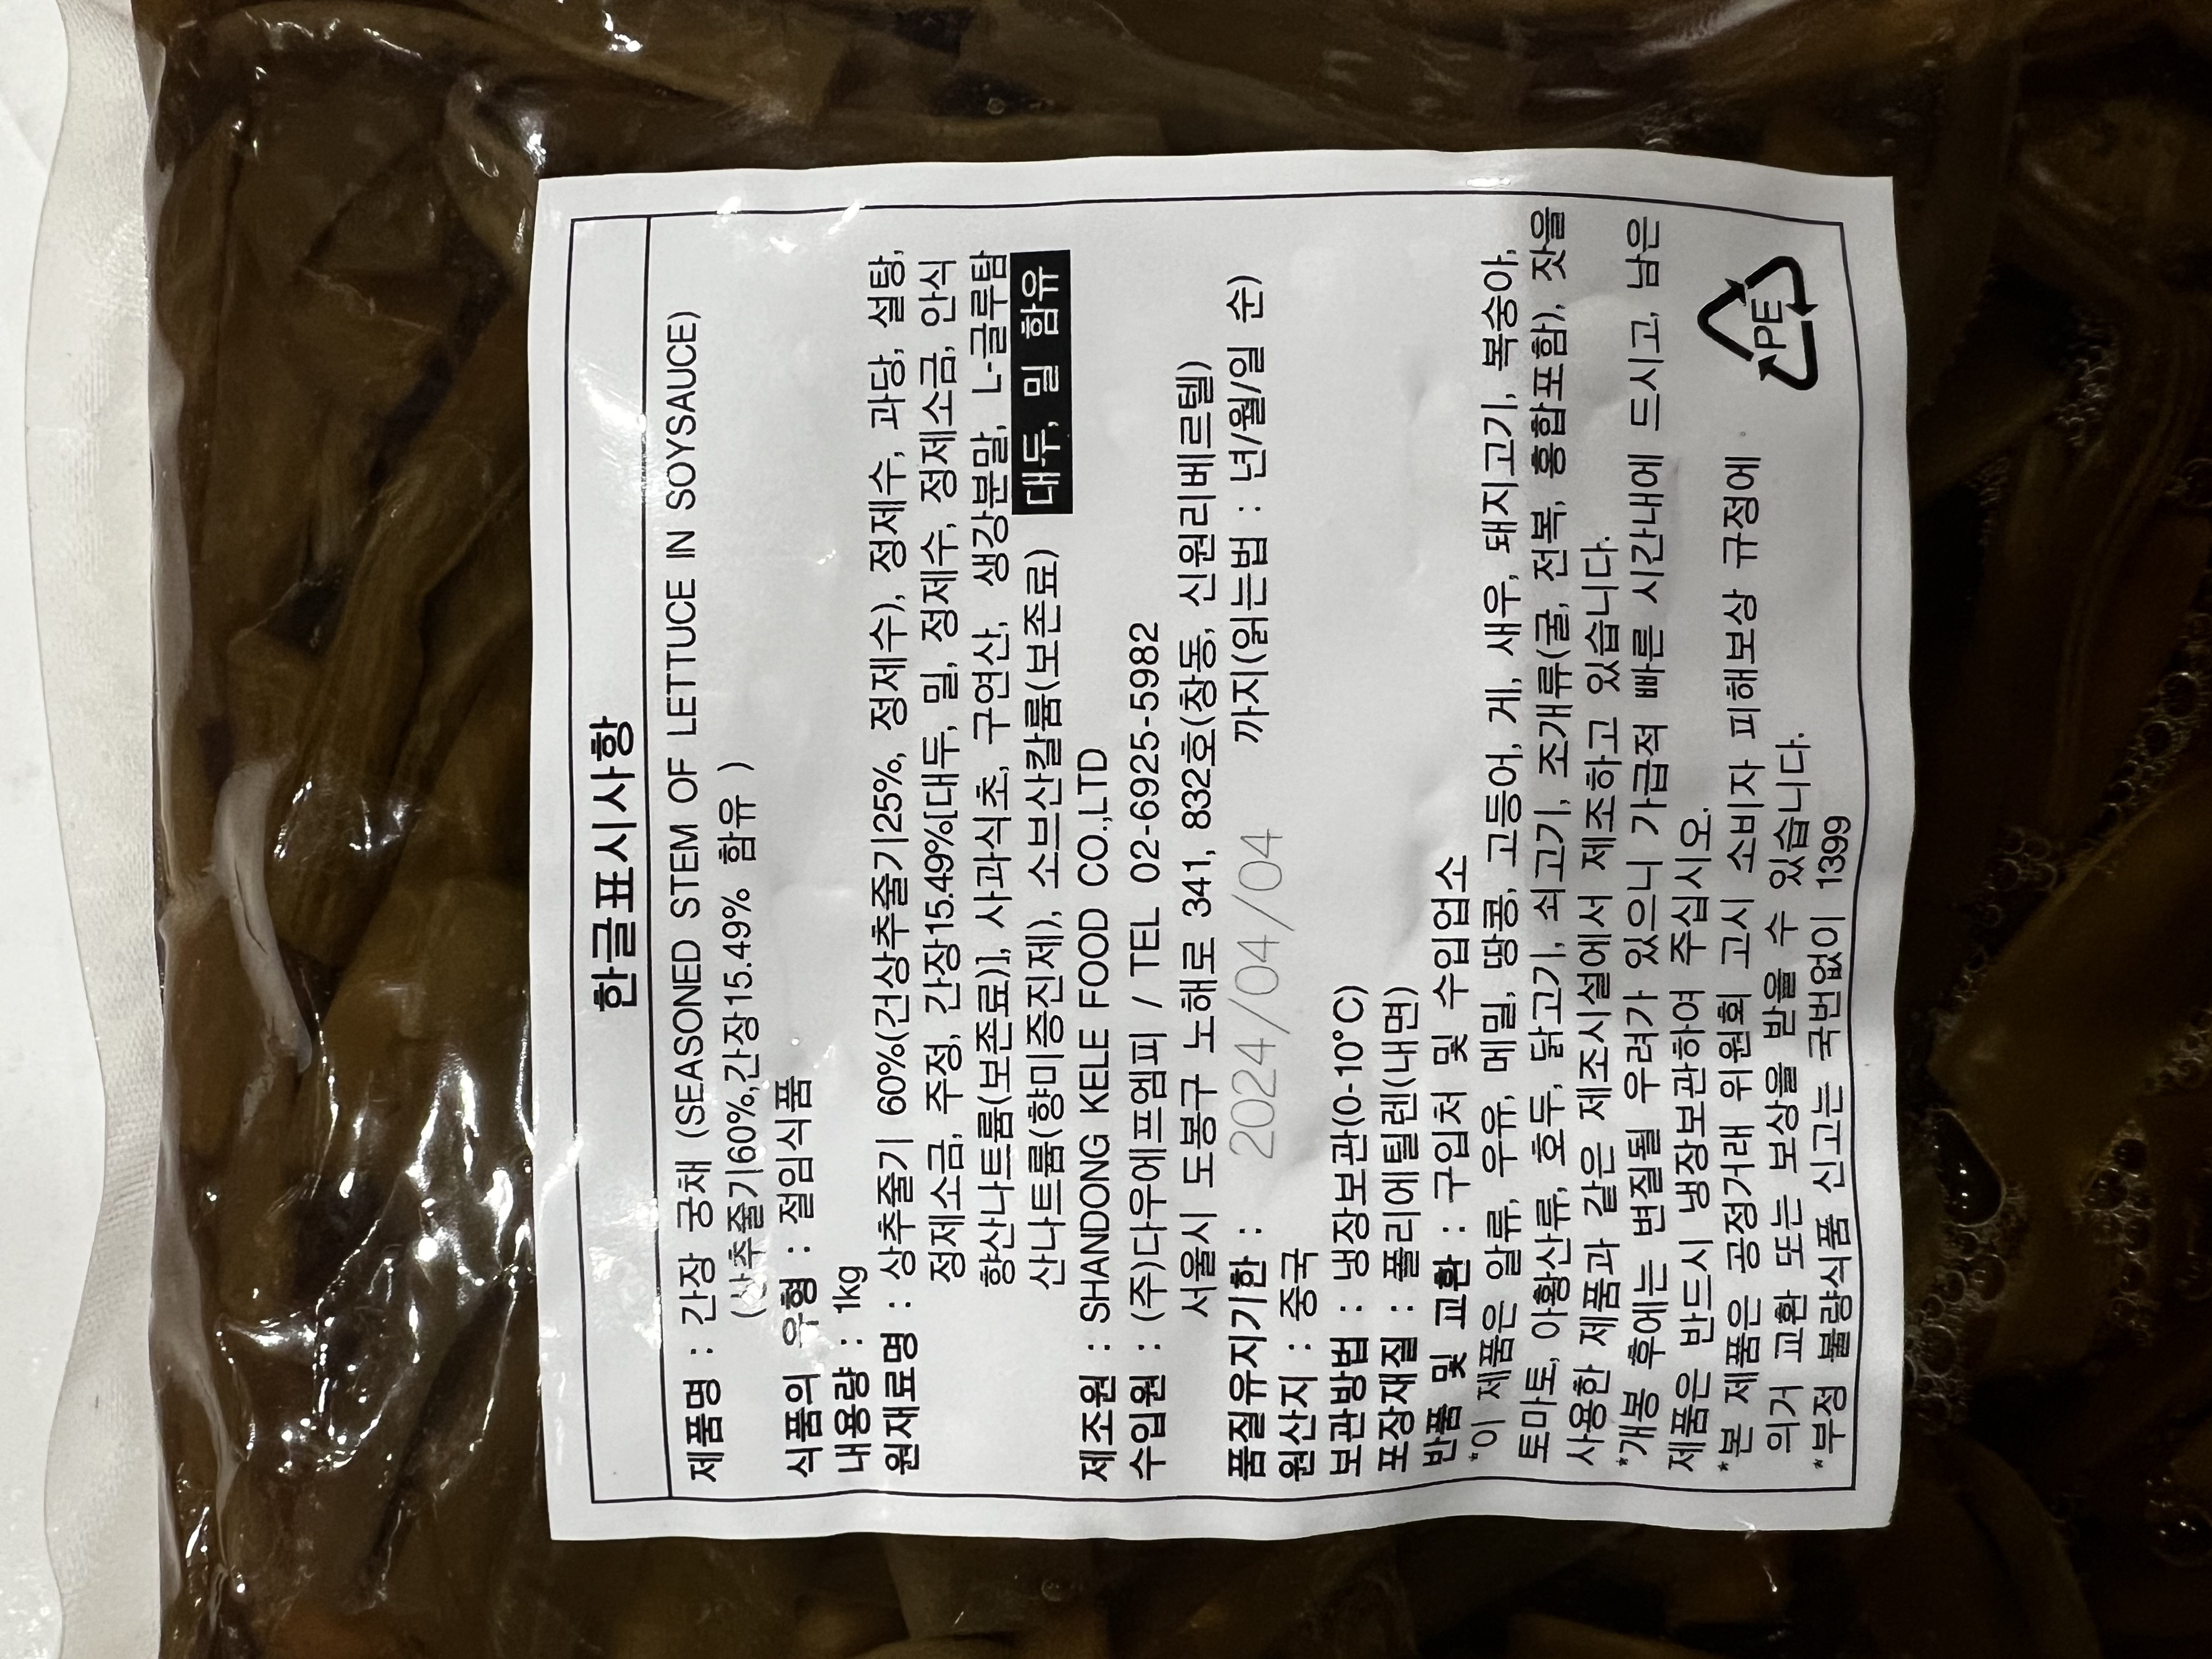 한글표시사항
제품명 : 간장 궁채 (SEASONED STEM OF LETTUCE IN SOYSAUCE)
(상추줄기60%,간장15.49% 함유 )
식품의 유형 : 절임식품
내용량 : 1kg
원재료명 : 상추줄기 60%(건상추줄기25%, 정제수), 정제수, 과당, 설탕,
정제소금, 주정, 간장15.49%[대두, 밀, 정제수, 정제소금, 안식
향산나트륨(보존료)], 사과식초, 구연산, 생강분말, L-글루탐
산나트륨(향미증진제), 소브산칼륨(보존료) 대두, 밀 함유
제조원 : SHANDONG KELE FOOD CO.,LTD
수입원 : (주)다우에프엠피 / TEL 02-6925-5982
서울시 도봉구 노해로 341, 832호(창동, 신원리베르텔)
품질유지기한 : 2024/04/04 까지(읽는법 : 년/월/일 순)
원산지 : 중국
보관방법 : 냉장보관(0-10°C)
포장재질 : 폴리에틸렌(내면)
반품 및 교환 : 구입처 및 수입업소
*이 제품은 알류, 우유, 메밀, 땅콩, 고등어, 게, 새우, 돼지고기, 복숭아,
토마토, 아황산류, 호두, 닭고기, 쇠고기, 조개류(굴, 전복, 홍합포함), 잣을
사용한 제품과 같은 제조시설에서 제조하고 있습니다.
*개봉 후에는 변질될 우려가 있으니 가급적 빠른 시간내에 드시고, 남은
제품은 반드시 냉장보관하여 주십시오.
*본 제품은 공정거래 위원회 고시 소비자 피해보상 규정에
의거 교환 또는 보상을 받을 수 있습니다.
*부정 불량식품 신고는 국번없이 1399
PE